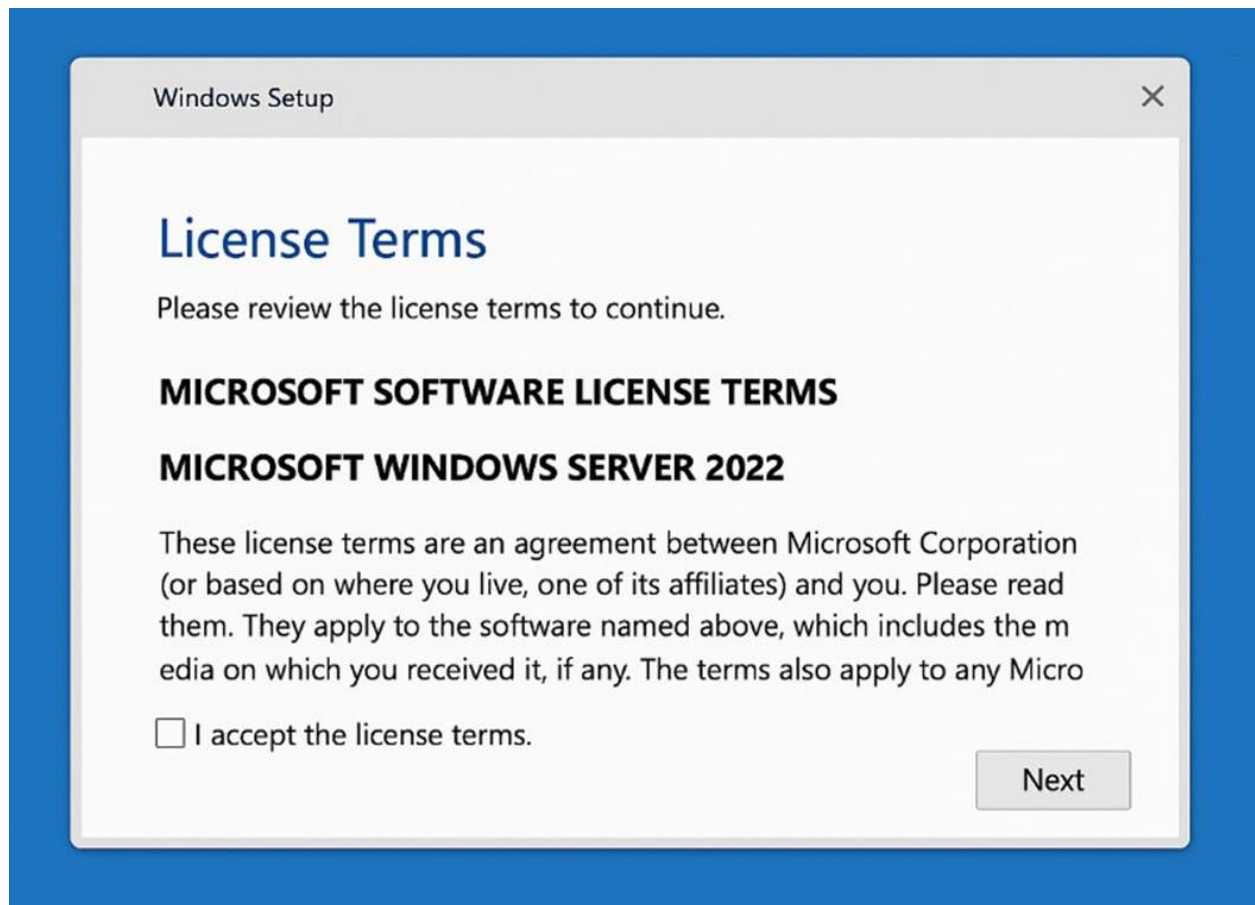 Windows Setup
License Terms
Please review the license terms to continue.
MICROSOFT SOFTWARE LICENSE TERMS
MICROSOFT WINDOWS SERVER 2022
These license terms are an agreement between Microsoft Corporation
(or based on where you live, one of its affiliates) and you. Please read
them. They apply to the software named above, which includes the m
edia on which you received it, if any. The terms also apply to any Micro
I accept the license terms.
Next